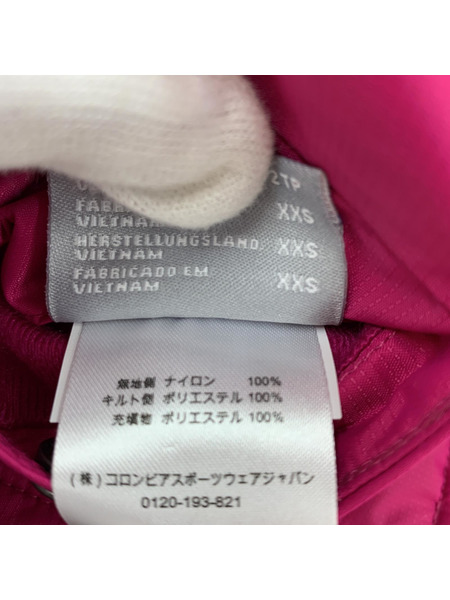 2TP
VIETNAM XXS
HERSTELLUNGSLAND
VIETNAM XXS
FABRICADO EM
VIETNAM XXS
無地側 ナイロン 100%
キルト側 ポリエステル 100%
充填物 ポリエステル 100%
(株) コロンビアスポーツウェアジャパン
0120-193-821